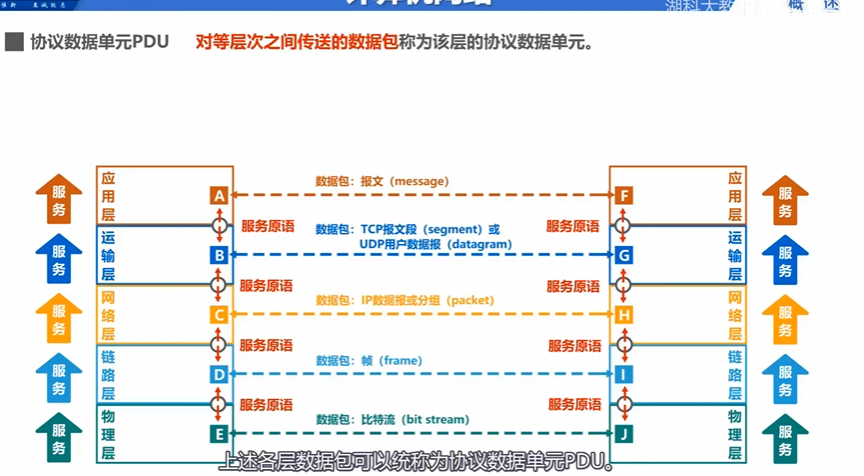 概 述
湖科大教
协议数据单元PDU 对等层次之间传送的数据包称为该层的协议数据单元。
服务
应用层
A
数据包：报文（message）
F
应用层
服务
服务原语
服务原语
服务
运输层
B
数据包：TCP报文段（segment）或
UDP用户数据报（datagram）
G
运输层
服务
服务原语
服务原语
服务
网络层
C
数据包：IP数据报或分组（packet）
H
网络层
服务
服务原语
服务原语
服务
链路层
D
数据包：帧（frame）
I
链路层
服务
服务原语
服务原语
服务
物理层
E
数据包：比特流（bit stream）
J
物理层
服务
上述各层数据包可以统称为协议数据单元PDU。